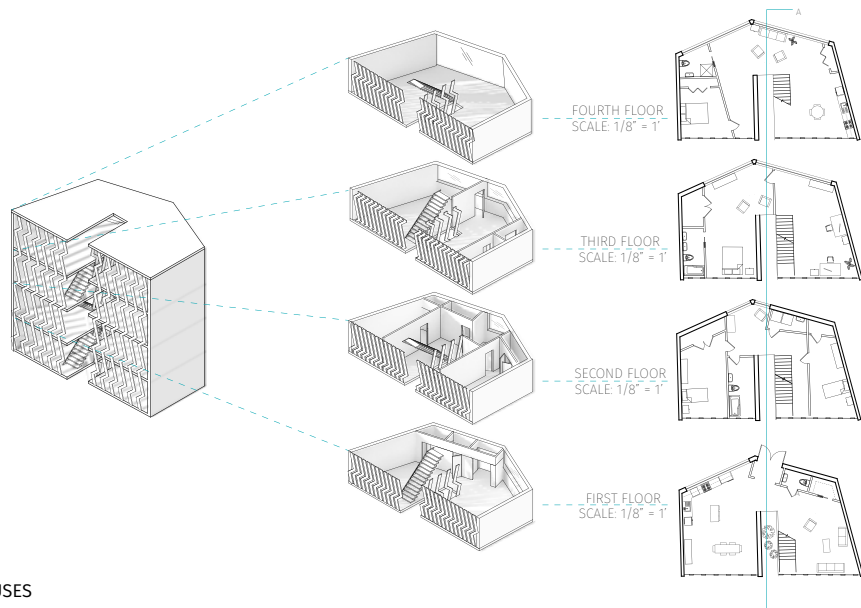 A
FOURTH FLOOR
SCALE: 1/8" = 1'
THIRD FLOOR
SCALE: 1/8" = 1'
SECOND FLOOR
SCALE: 1/8" = 1'
FIRST FLOOR
SCALE: 1/8" = 1'